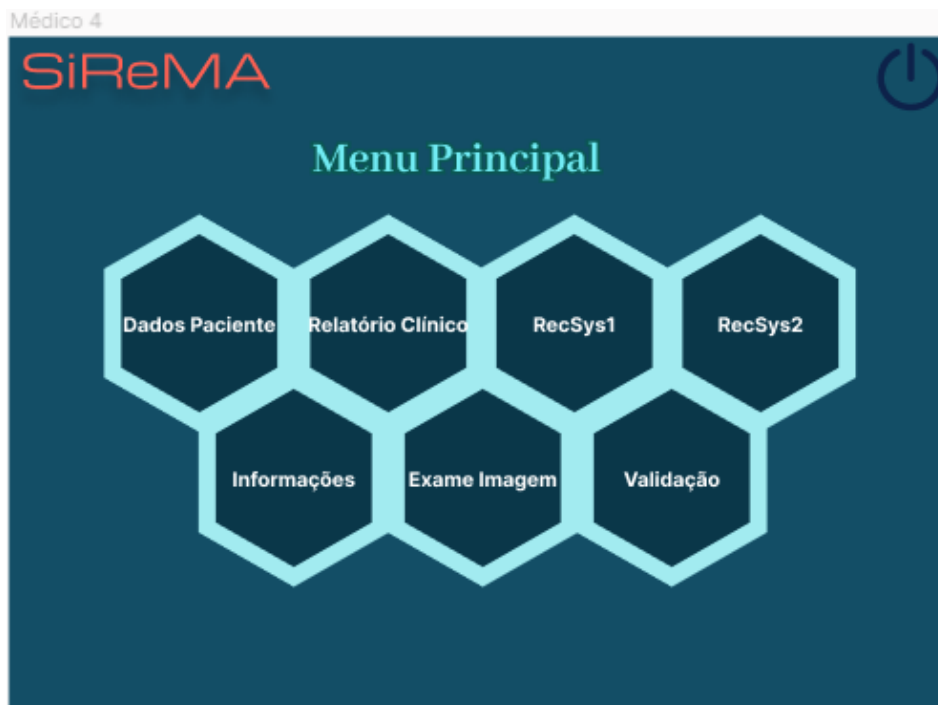 Médico 4
SiReMA
Menu Principal
Dados Paciente
Relatório Clínico
RecSys1
RecSys2
Informações
Exame Imagem
Validação